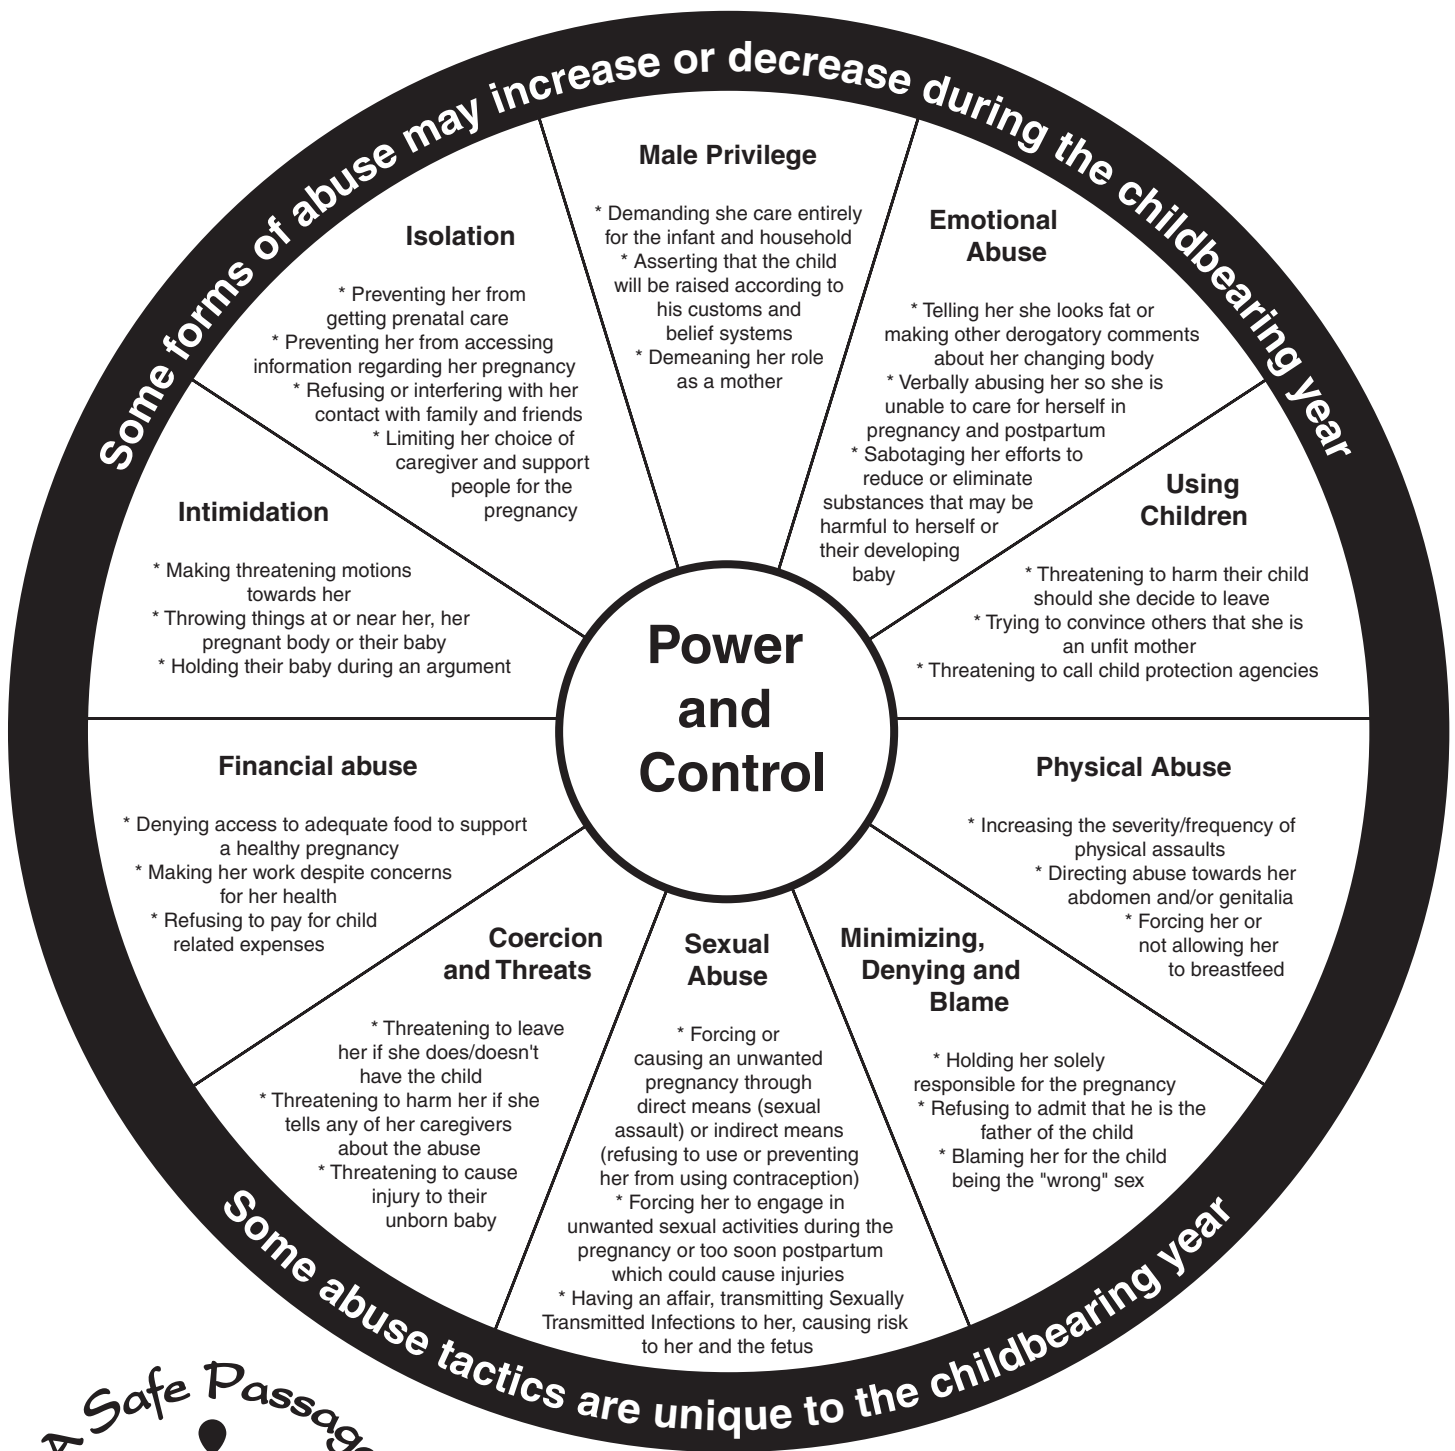 Some forms of abuse may increase or decrease during the childbearing year
Male Privilege
* Demanding she care entirely
for the infant and household
* Asserting that the child
will be raised according to
his customs and
belief systems
* Demeaning her role
as a mother
Emotional
Abuse
* Telling her she looks fat or
making other derogatory comments
about her changing body
* Verbally abusing her so she is
unable to care for herself in
pregnancy and postpartum
* Sabotaging her efforts to
reduce or eliminate
substances that may be
harmful to herself or
their developing
baby
Using
Children
* Threatening to harm their child
should she decide to leave
* Trying to convince others that she is
an unfit mother
* Threatening to call child protection agencies
Physical Abuse
* Increasing the severity/frequency of
physical assaults
* Directing abuse towards her
abdomen and/or genitalia
* Forcing her or
not allowing her
to breastfeed
Minimizing,
Denying and
Blame
* Holding her solely
responsible for the pregnancy
* Refusing to admit that he is the
father of the child
* Blaming her for the child
being the "wrong" sex
Sexual
Abuse
* Forcing or
causing an unwanted
pregnancy through
direct means (sexual
assault) or indirect means
(refusing to use or preventing
her from using contraception)
* Forcing her to engage in
unwanted sexual activities during the
pregnancy or too soon postpartum
which could cause injuries
* Having an affair, transmitting Sexually
Transmitted Infections to her, causing risk
to her and the fetus
Coercion
and Threats
* Threatening to leave
her if she does/doesn't
have the child
* Threatening to harm her if she
tells any of her caregivers
about the abuse
* Threatening to cause
injury to their
unborn baby
Financial abuse
* Denying access to adequate food to support
a healthy pregnancy
* Making her work despite concerns
for her health
* Refusing to pay for child
related expenses
Intimidation
* Making threatening motions
towards her
* Throwing things at or near her, her
pregnant body or their baby
* Holding their baby during an argument
Isolation
* Preventing her from
getting prenatal care
* Preventing her from accessing
information regarding her pregnancy
* Refusing or interfering with her
contact with family and friends
* Limiting her choice of
caregiver and support
people for the
pregnancy
Power
and
Control
Some abuse tactics are unique to the childbearing year
A Safe Passage